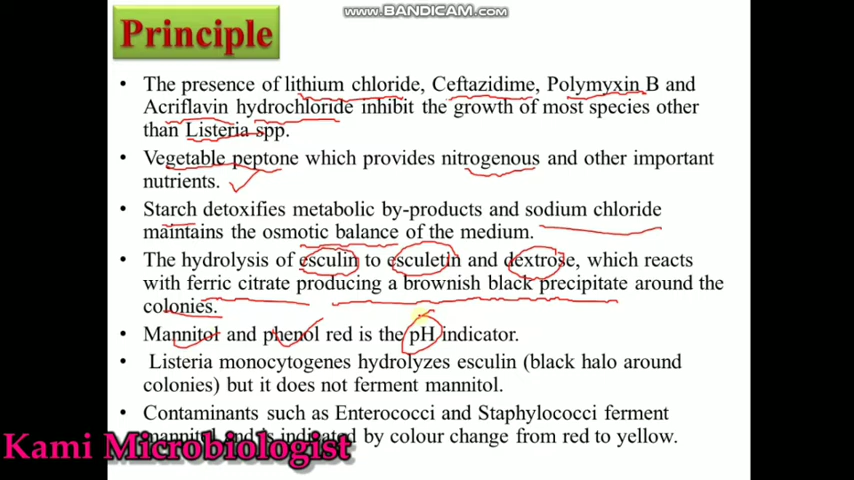 www.BANDICAM.com
Principle
• The presence of lithium chloride, Ceftazidime, Polymyxin B and
Acriflavin hydrochloride inhibit the growth of most species other
than Listeria spp.
• Vegetable peptone which provides nitrogenous and other important
nutrients.
• Starch detoxifies metabolic by-products and sodium chloride
maintains the osmotic balance of the medium.
• The hydrolysis of esculin to esculetin and dextrose, which reacts
with ferric citrate producing a brownish black precipitate around the
colonies.
• Mannitol and phenol red is the pH indicator.
• Listeria monocytogenes hydrolyzes esculin (black halo around
colonies) but it does not ferment mannitol.
• Contaminants such as Enterococci and Staphylococci ferment
mannitol and is indicated by colour change from red to yellow.
Kami Microbiologist